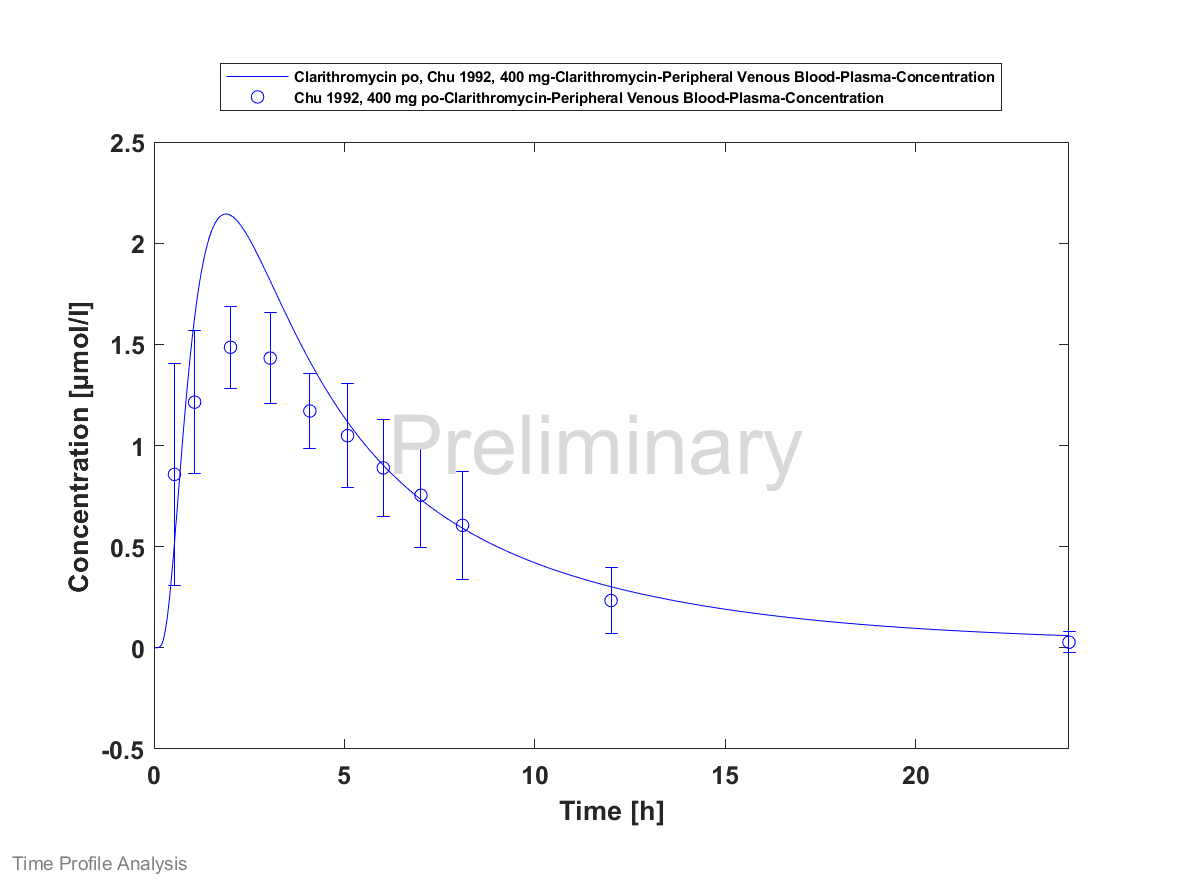 Clarithromycin po, Chu 1992, 400 mg-Clarithromycin-Peripheral Venous Blood-Plasma-Concentration
Chu 1992, 400 mg po-Clarithromycin-Peripheral Venous Blood-Plasma-Concentration
2.5
2
1.5
1
0.5
0
-0.5
Concentration [µmol/l]
Preliminary
0 5 10 15 20
Time [h]
Time Profile Analysis